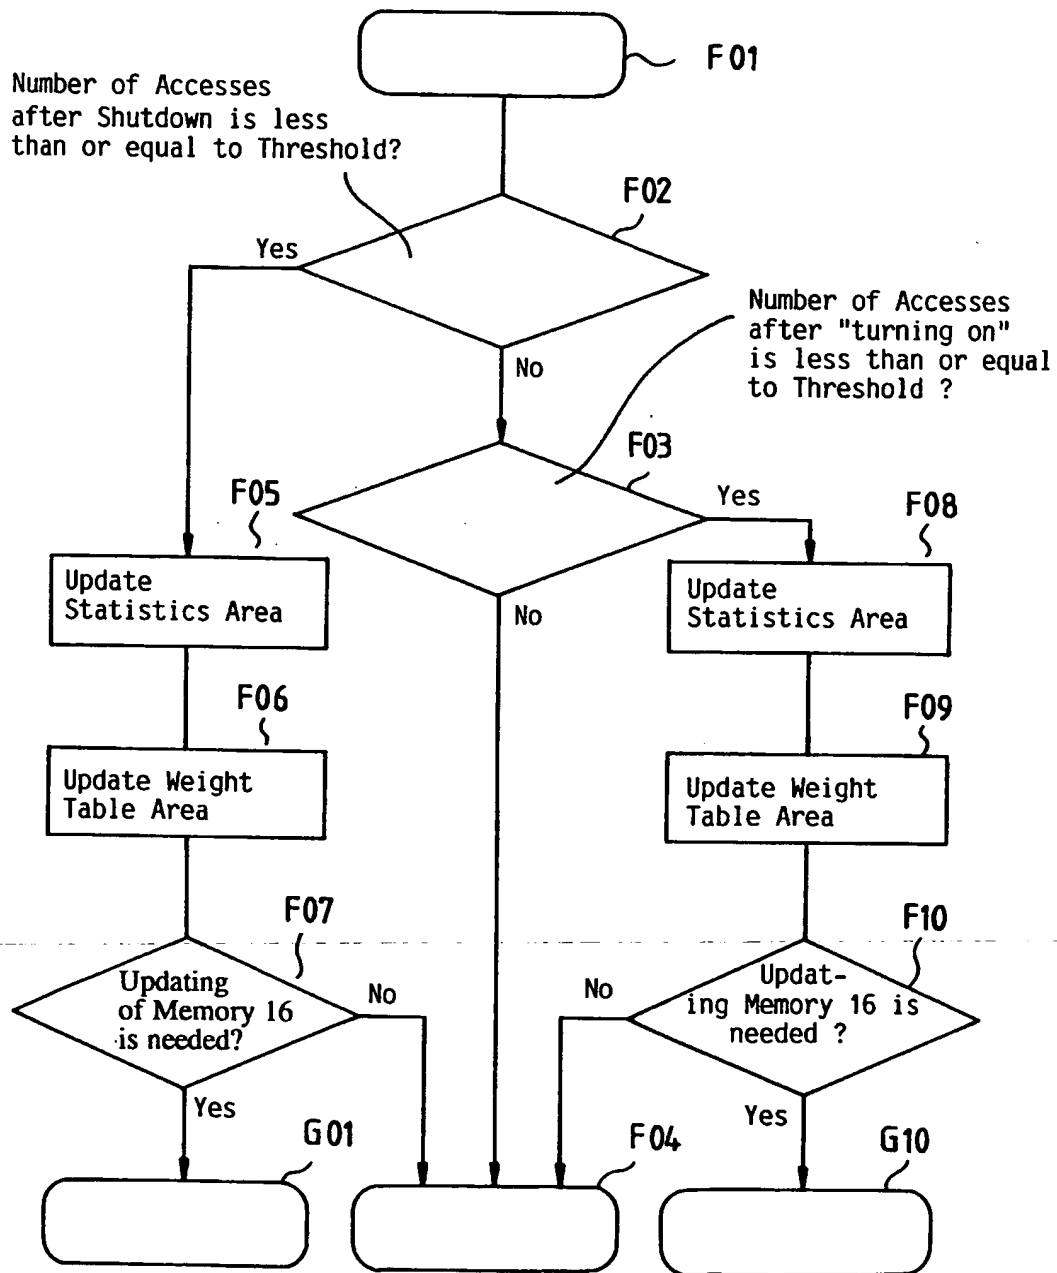 F01
Number of Accesses
after Shutdown is less
than or equal to Threshold?
F02
Yes
Number of Accesses
after "turning on"
is less than or equal
to Threshold ?
No
F03
Yes
F05
F08
Update
Statistics Area
No
Update
Statistics Area
F06
F09
Update Weight
Table Area
Update Weight
Table Area
F07
F10
Updating
of Memory 16
is needed?
No
No
Updat-
ing Memory 16 is
needed ?
Yes
Yes
G01
F04
G10